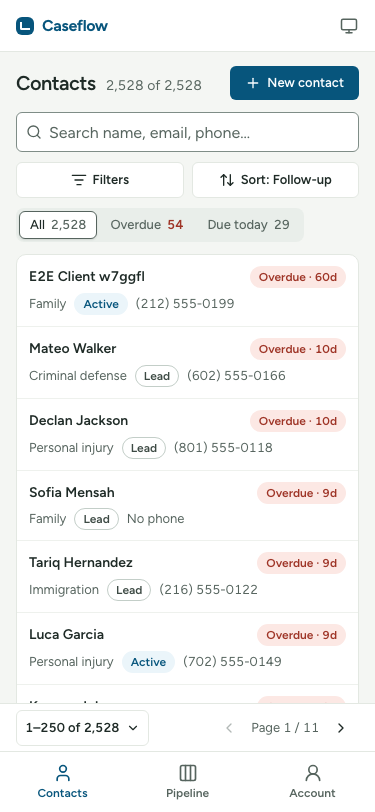 Caseflow
Contacts 2,528 of 2,528 New contact
Search name, email, phone...
Filters Sort: Follow-up
All 2,528 Overdue 54 Due today 29
E2E Client w7ggfl Overdue · 60d
Family Active (212) 555-0199
Mateo Walker Overdue · 10d
Criminal defense Lead (602) 555-0166
Declan Jackson Overdue · 10d
Personal injury Lead (801) 555-0118
Sofia Mensah Overdue · 9d
Family Lead No phone
Tariq Hernandez Overdue · 9d
Immigration Lead (216) 555-0122
Luca Garcia Overdue · 9d
Personal injury Active (702) 555-0149
1–250 of 2,528 Page 1 / 11
Contacts Pipeline Account